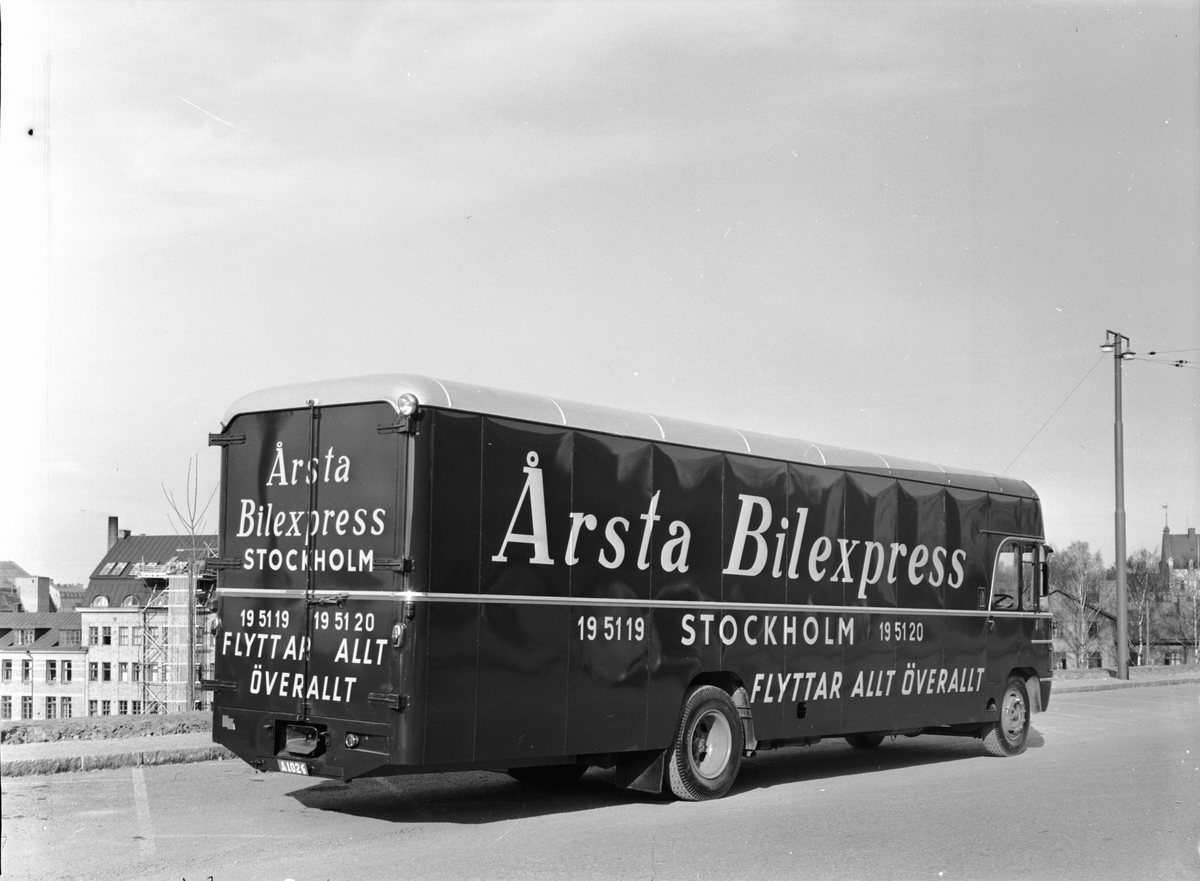 Årsta
Bilexpress
STOCKHOLM
19 51 19 19 51 20
FLYTTAR ALLT
ÖVERALLT
A1024
Årsta Bilexpress
19 51 19 STOCKHOLM 19 51 20
FLYTTAR ALLT ÖVERALLT